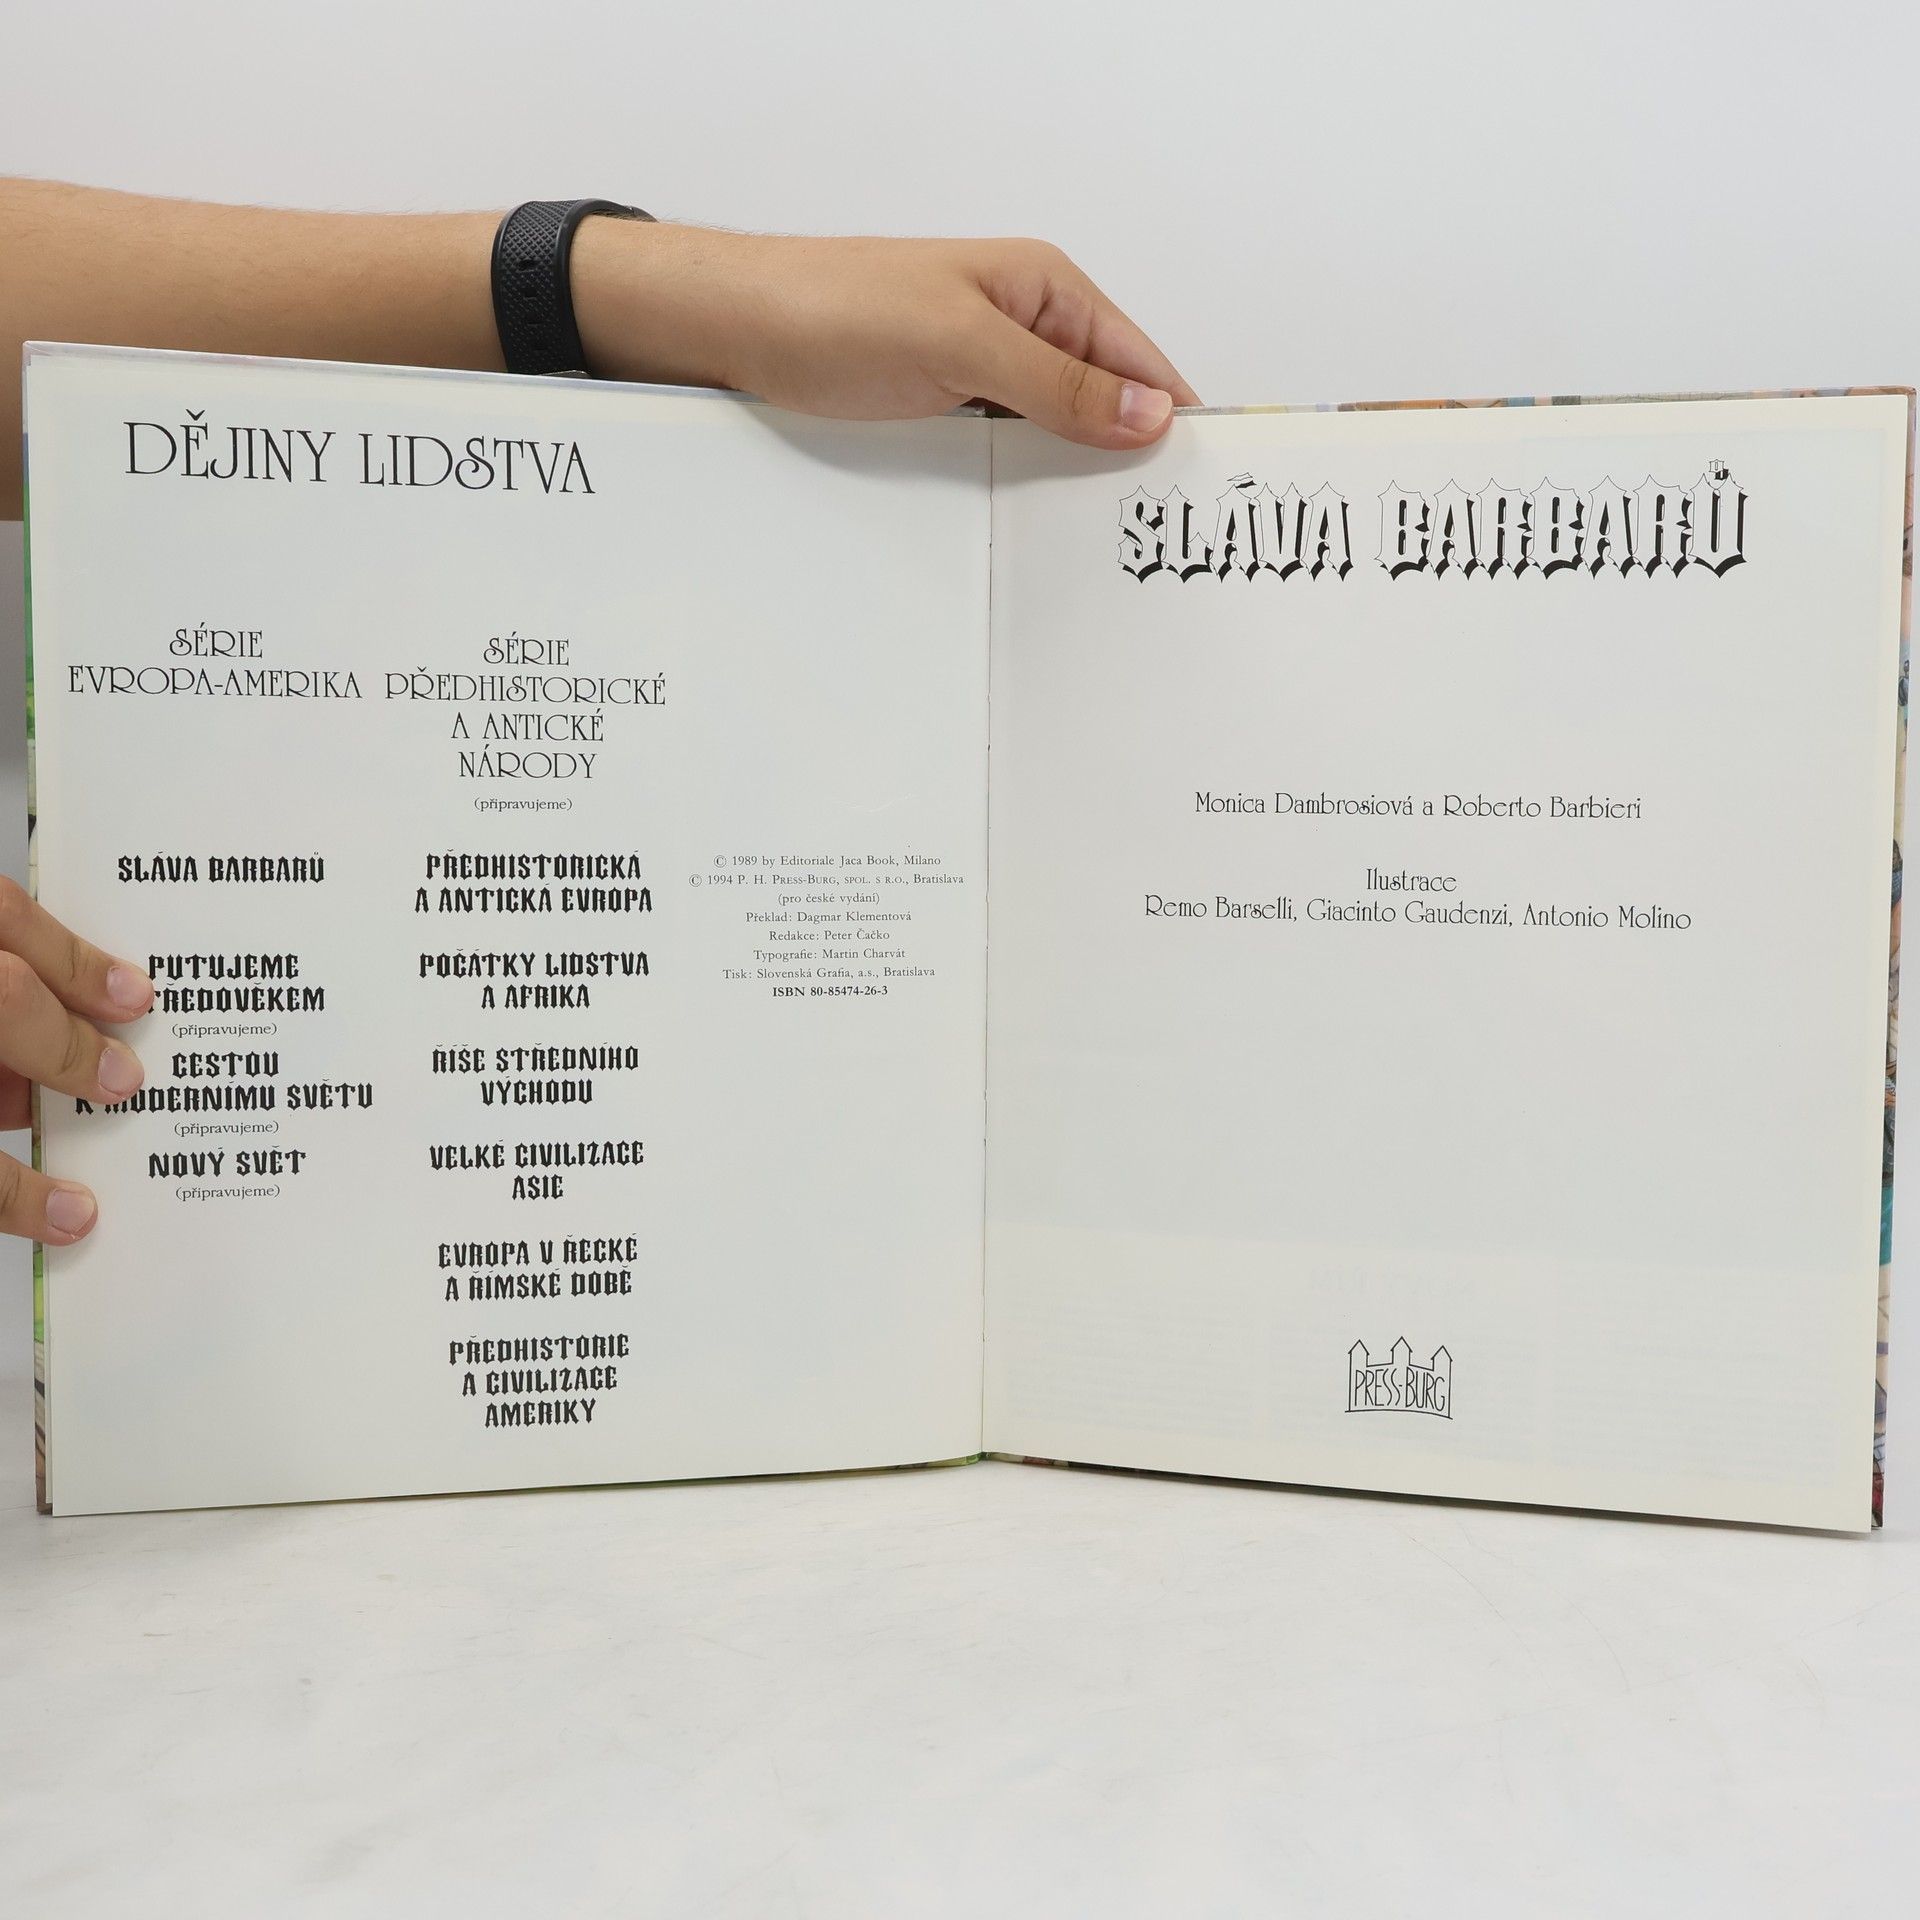 DĚJINY LIDSTVA
SÉRIE
EVROPA-AMERIKA
SLÁVA BARBARŮ
PUTUJEME
(připravujeme)
CESTOU
K MODERNÍMU SVĚTU
(připravujeme)
NOVÝ SVĚT
(připravujeme)
SÉRIE
PŘEDHISTORICKÉ
A ANTICKÉ
NÁRODY
(připravujeme)
PŘEDHISTORICKÁ
A ANTICKÁ EVROPA
POČÁTKY LIDSTVA
A AFRIKA
ŘÍŠE STŘEDNÍHO
VÝCHODU
VELKÉ CIVILIZACE
ASIE
EVROPA V ŘECKÉ
A ŘÍMSKÉ DOBĚ
PŘEDHISTORIE
A CIVILIZACE
AMERIKY
© 1989 by Editoriale Jaca Book, Milano
© 1994 P. H. PRESS-BURG, SPOL. S R.O., Bratislava
(pro české vydání)
Překlad: Dagmar Klementová
Redakce: Peter Čačko
Typografie: Martin Charvát
Tisk: Slovenská Grafia, a.s., Bratislava
ISBN 80-85474-26-3
SLÁVA BARBARŮ
Monica Dambrosiová a Roberto Barbieri
Ilustrace
Remo Barselli, Giacinto Gaudenzi, Antonio Molino
PRESS-BURG